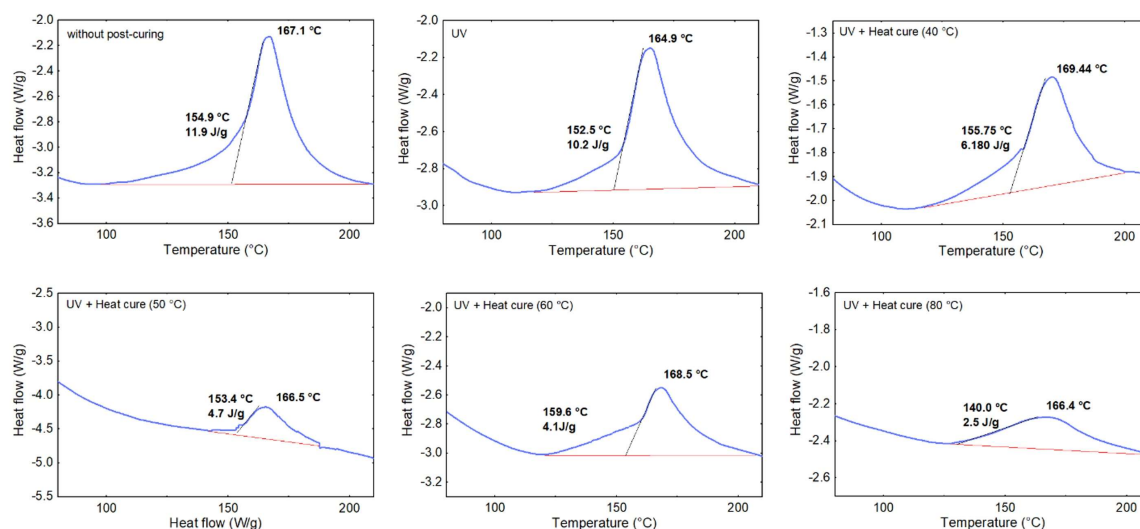 without post-curing
167.1 °C
154.9 °C
11.9 J/g
Heat flow (W/g)
-2.0
-2.2
-2.4
-2.6
-2.8
-3.0
-3.2
-3.4
-3.6
100
150
200
Temperature (°C)
UV
164.9 °C
152.5 °C
10.2 J/g
Heat flow (W/g)
-2.0
-2.2
-2.4
-2.6
-2.8
-3.0
100
150
200
Temperature (°C)
UV + Heat cure (40 °C)
169.44 °C
155.75 °C
6.180 J/g
Heat flow (W/g)
-1.3
-1.4
-1.5
-1.6
-1.7
-1.8
-1.9
-2.0
-2.1
100
150
200
Temperature (°C)
UV + Heat cure (50 °C)
153.4 °C
4.7 J/g
166.5 °C
Heat flow (W/g)
-2.5
-3.0
-3.5
-4.0
-4.5
-5.0
-5.5
100
150
200
Heat flow (W/g)
UV + Heat cure (60 °C)
168.5 °C
159.6 °C
4.1J/g
Heat flow (W/g)
-2.0
-2.2
-2.4
-2.6
-2.8
-3.0
-3.2
100
150
200
Temperature (°C)
UV + Heat cure (80 °C)
140.0 °C
2.5 J/g
166.4 °C
Heat flow (W/g)
-1.6
-1.8
-2.0
-2.2
-2.4
-2.6
100
150
200
Temperature (°C)